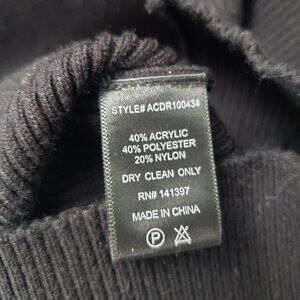 STYLE# ACDR100434
40% ACRYLIC
40% POLYESTER
20% NYLON
DRY CLEAN ONLY
RN# 141397
MADE IN CHINA
P